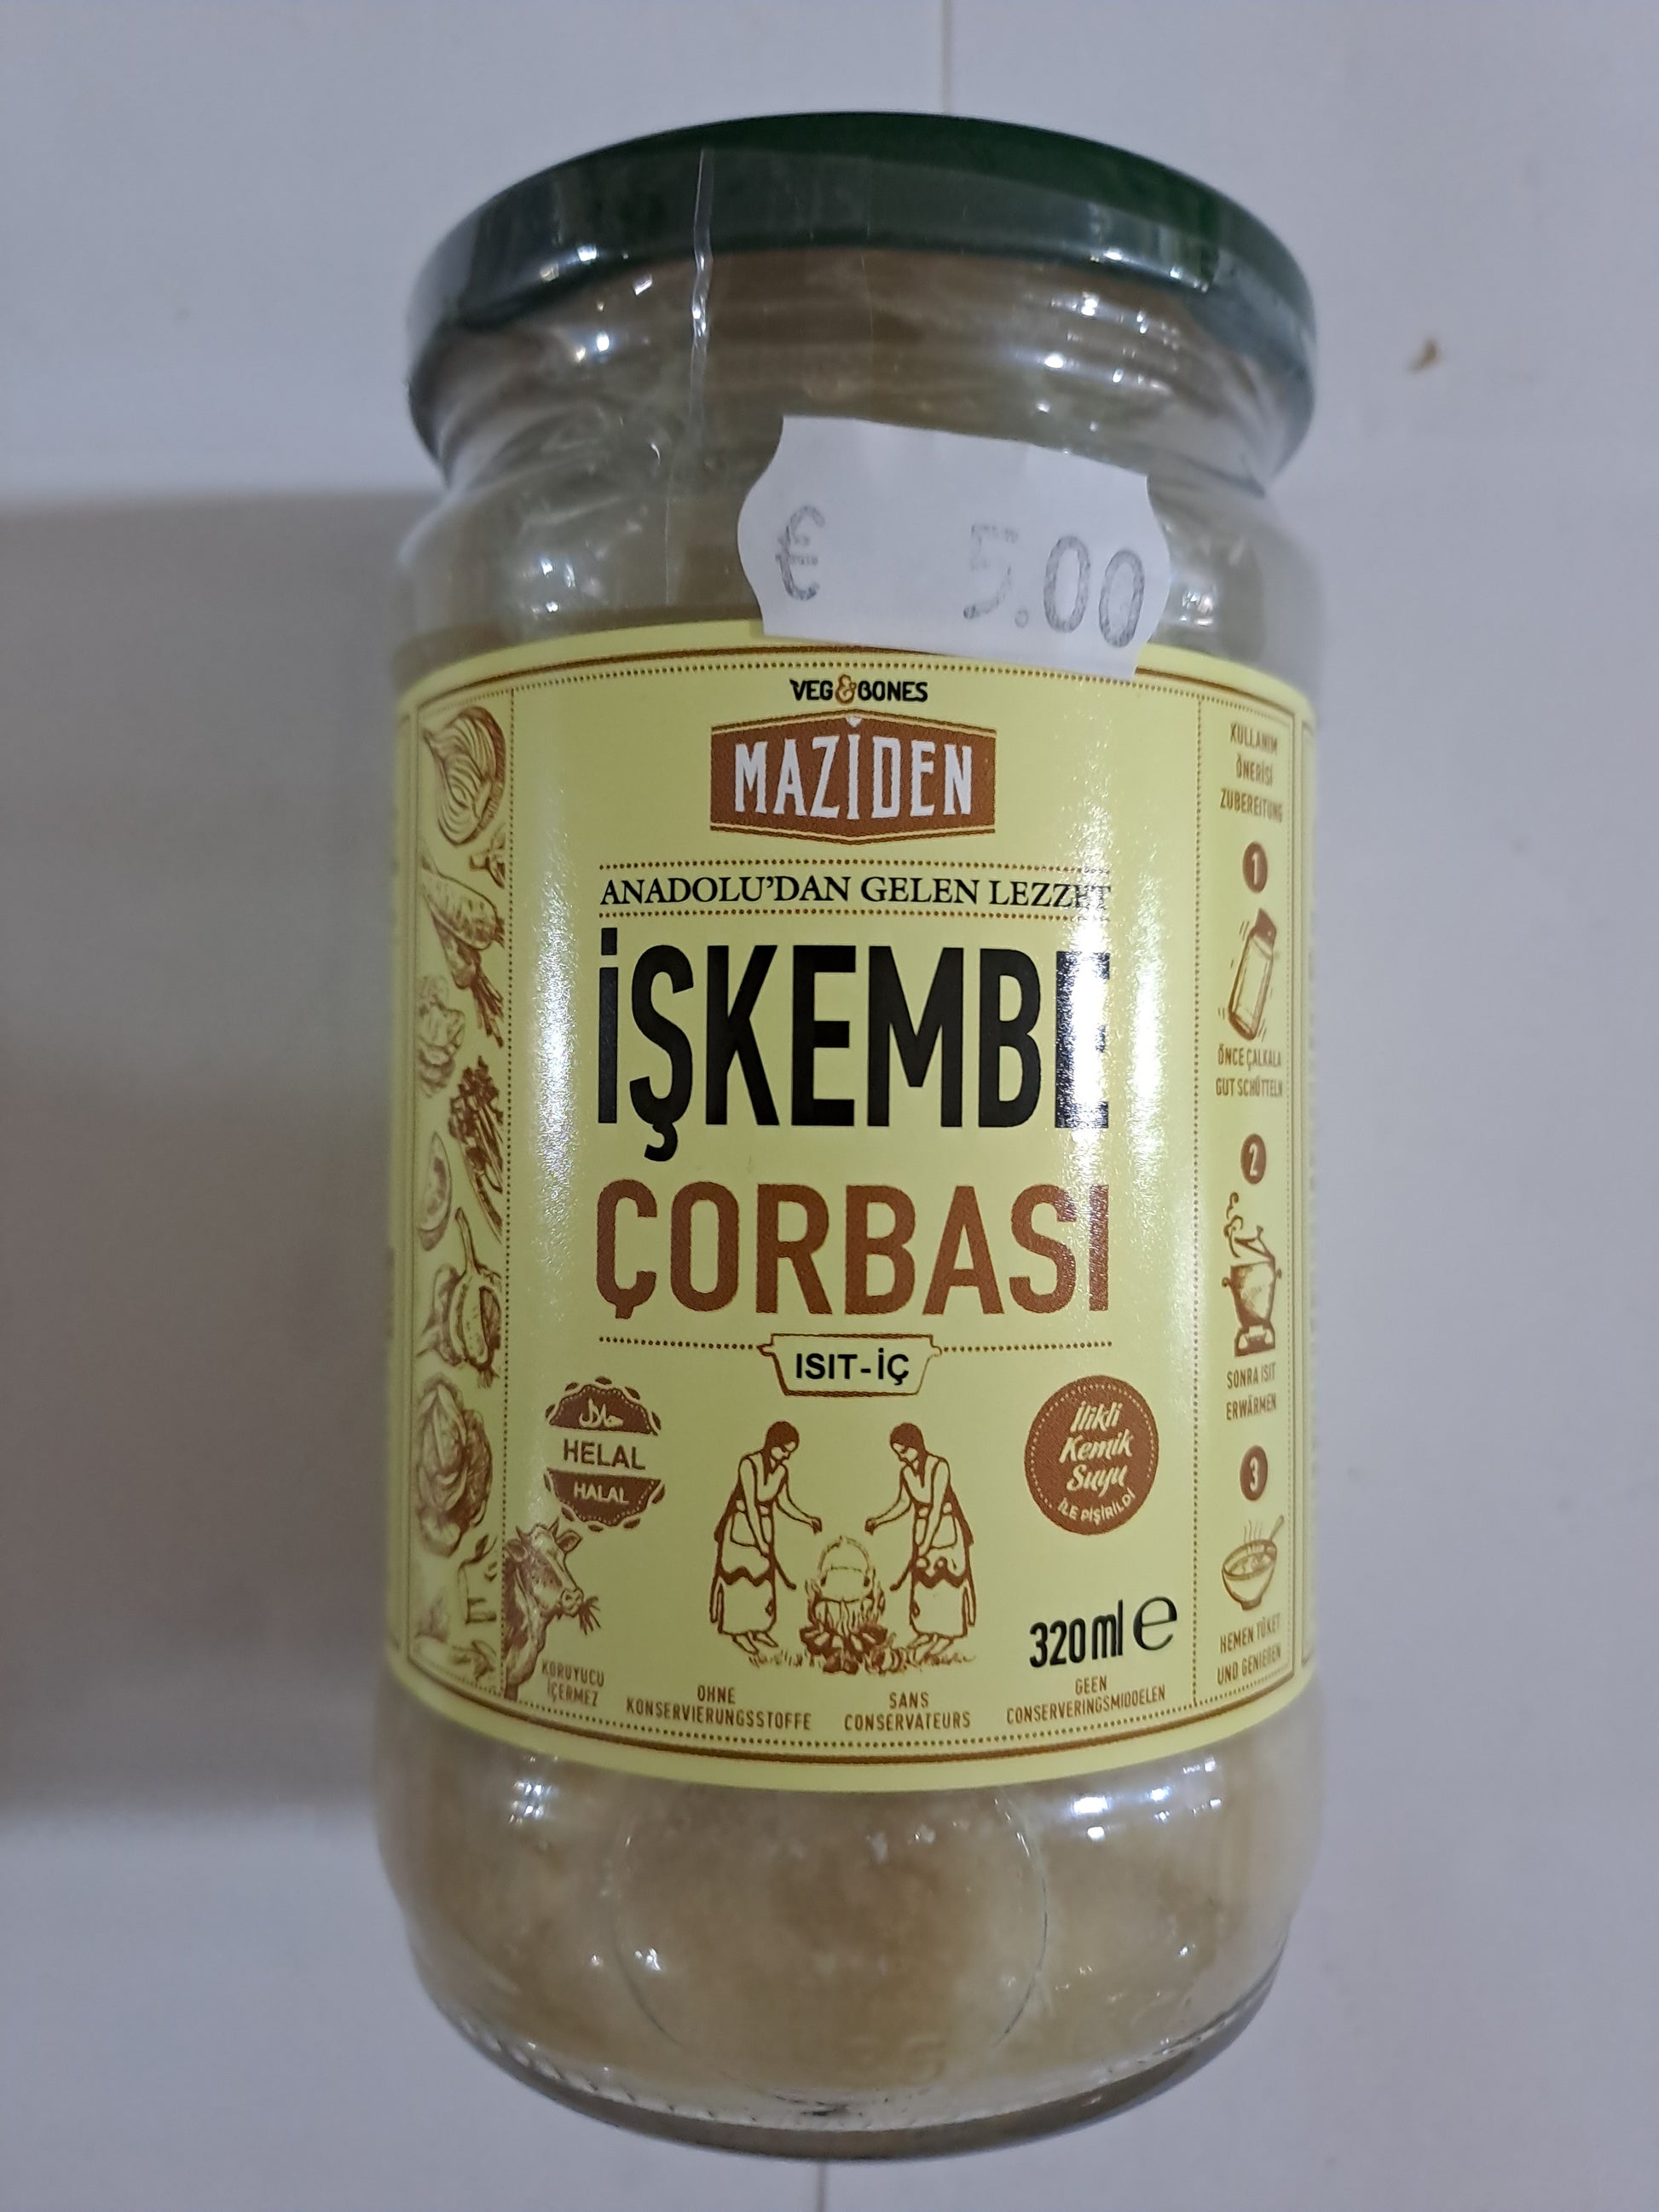 € 5.00
VEG&BONES
MAZİDEN
ANADOLU'DAN GELEN LEZZET
İŞKEMBE
ÇORBASI
ISIT-İÇ
حلال
HELAL
HALAL
İlikli
Kemik
Suyu
İLE PİŞİRİLDİ
320 ml e
KORUYUCU
İÇERMEZ
OHNE
KONSERVIERUNGSSTOFFE
SANS
CONSERVATEURS
GEEN
CONSERVERINGSMIDDELEN
KULLANIM
ÖNERİSİ
ZUBEREITUNG
1
ÖNCE ÇALKALA
GUT SCHÜTTELN
2
SONRA ISIT
ERWÄRMEN
3
HEMEN TÜKET
UND GENIEßEN